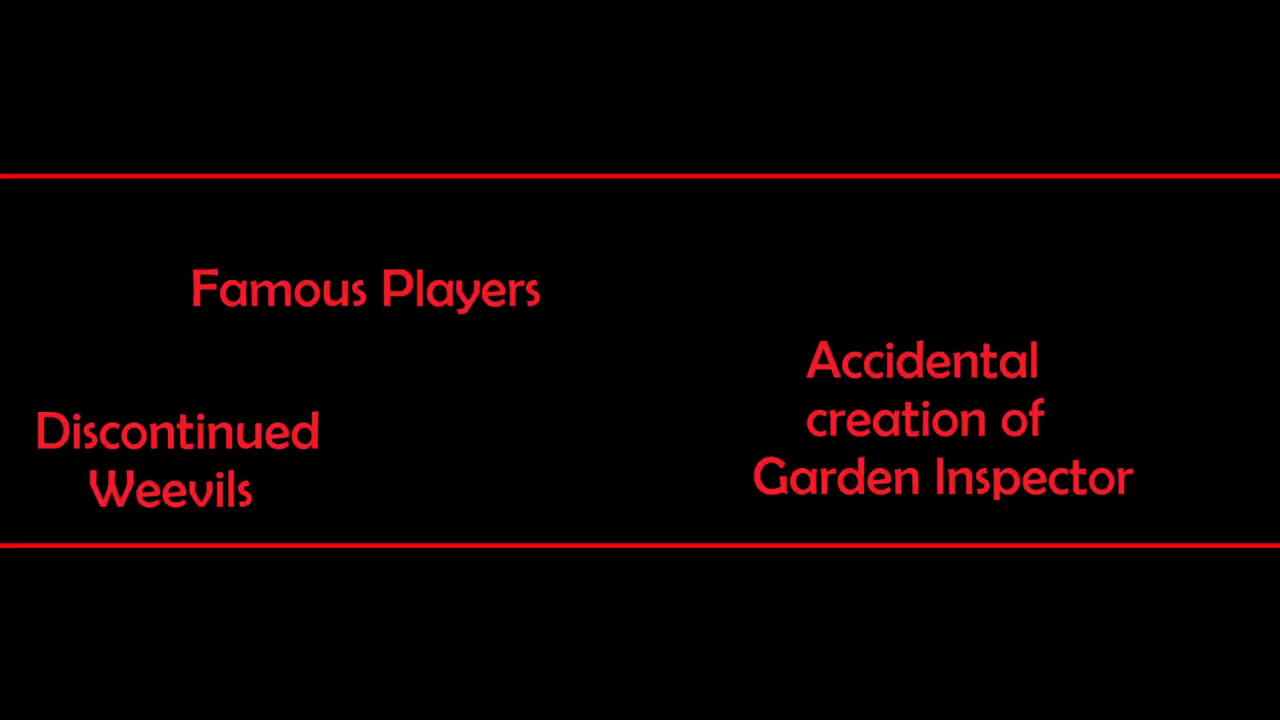 Famous Players
Discontinued
Weevils
Accidental
creation of
Garden Inspector